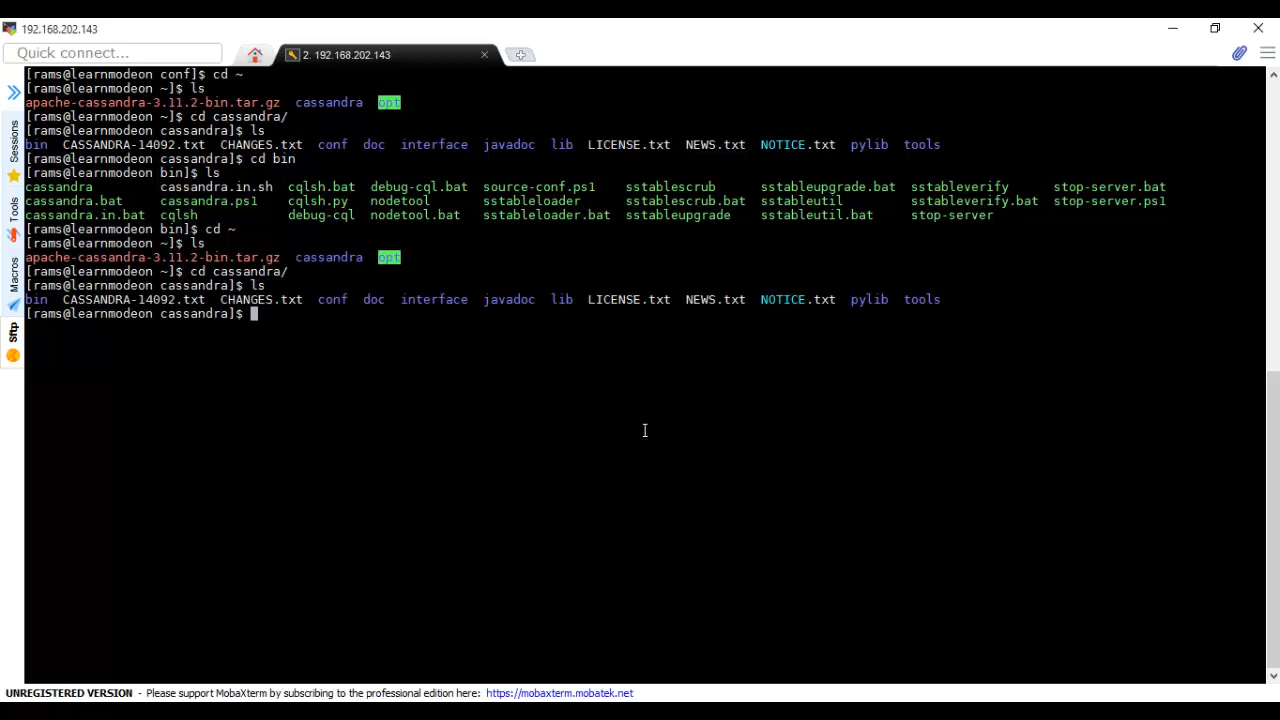 192.168.202.143
Quick connect...
2. 192.168.202.143
[rams@learnmodeon conf]$ cd ~
[rams@learnmodeon ~]$ ls
apache-cassandra-3.11.2-bin.tar.gz  cassandra  opt
[rams@learnmodeon ~]$ cd cassandra/
[rams@learnmodeon cassandra]$ ls
bin  CASSANDRA-14092.txt  CHANGES.txt  conf  doc  interface  javadoc  lib  LICENSE.txt  NEWS.txt  NOTICE.txt  pylib  tools
[rams@learnmodeon cassandra]$ cd bin
[rams@learnmodeon bin]$ ls
cassandra  cassandra.in.sh  cqlsh.bat  debug-cql.bat  source-conf.ps1  sstablescrub  sstableupgrade.bat  sstableverify  stop-server.bat
cassandra.bat  cassandra.ps1  cqlsh.py  nodetool  sstableloader  sstablescrub.bat  sstableutil  sstableverify.bat  stop-server.ps1
cassandra.in.bat  cqlsh  debug-cql  nodetool.bat  sstableloader.bat  sstableupgrade  sstableutil.bat  stop-server
[rams@learnmodeon bin]$ cd ~
[rams@learnmodeon ~]$ ls
apache-cassandra-3.11.2-bin.tar.gz  cassandra  opt
[rams@learnmodeon ~]$ cd cassandra/
[rams@learnmodeon cassandra]$ ls
bin  CASSANDRA-14092.txt  CHANGES.txt  conf  doc  interface  javadoc  lib  LICENSE.txt  NEWS.txt  NOTICE.txt  pylib  tools
[rams@learnmodeon cassandra]$
Sessions
Tools
Macros
Sftp
UNREGISTERED VERSION - Please support MobaXterm by subscribing to the professional edition here: https://mobaxterm.mobatek.net